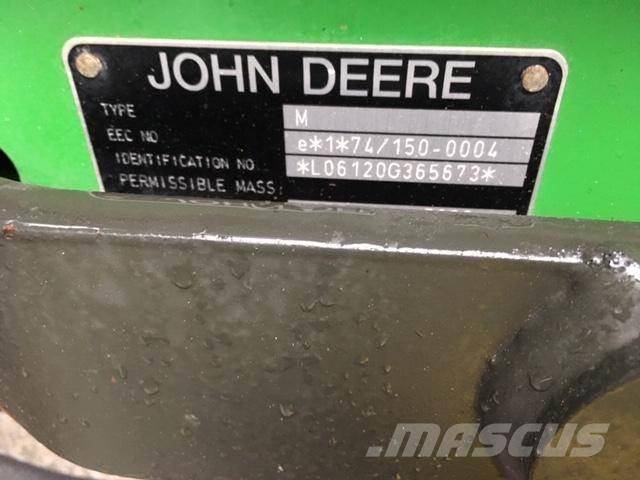 JOHN DEERE
TYPE M
EEC NO e*1*74/150-0004
IDENTIFICATION NO *L06120G365673*
PERMISSIBLE MASS:
MASCUS